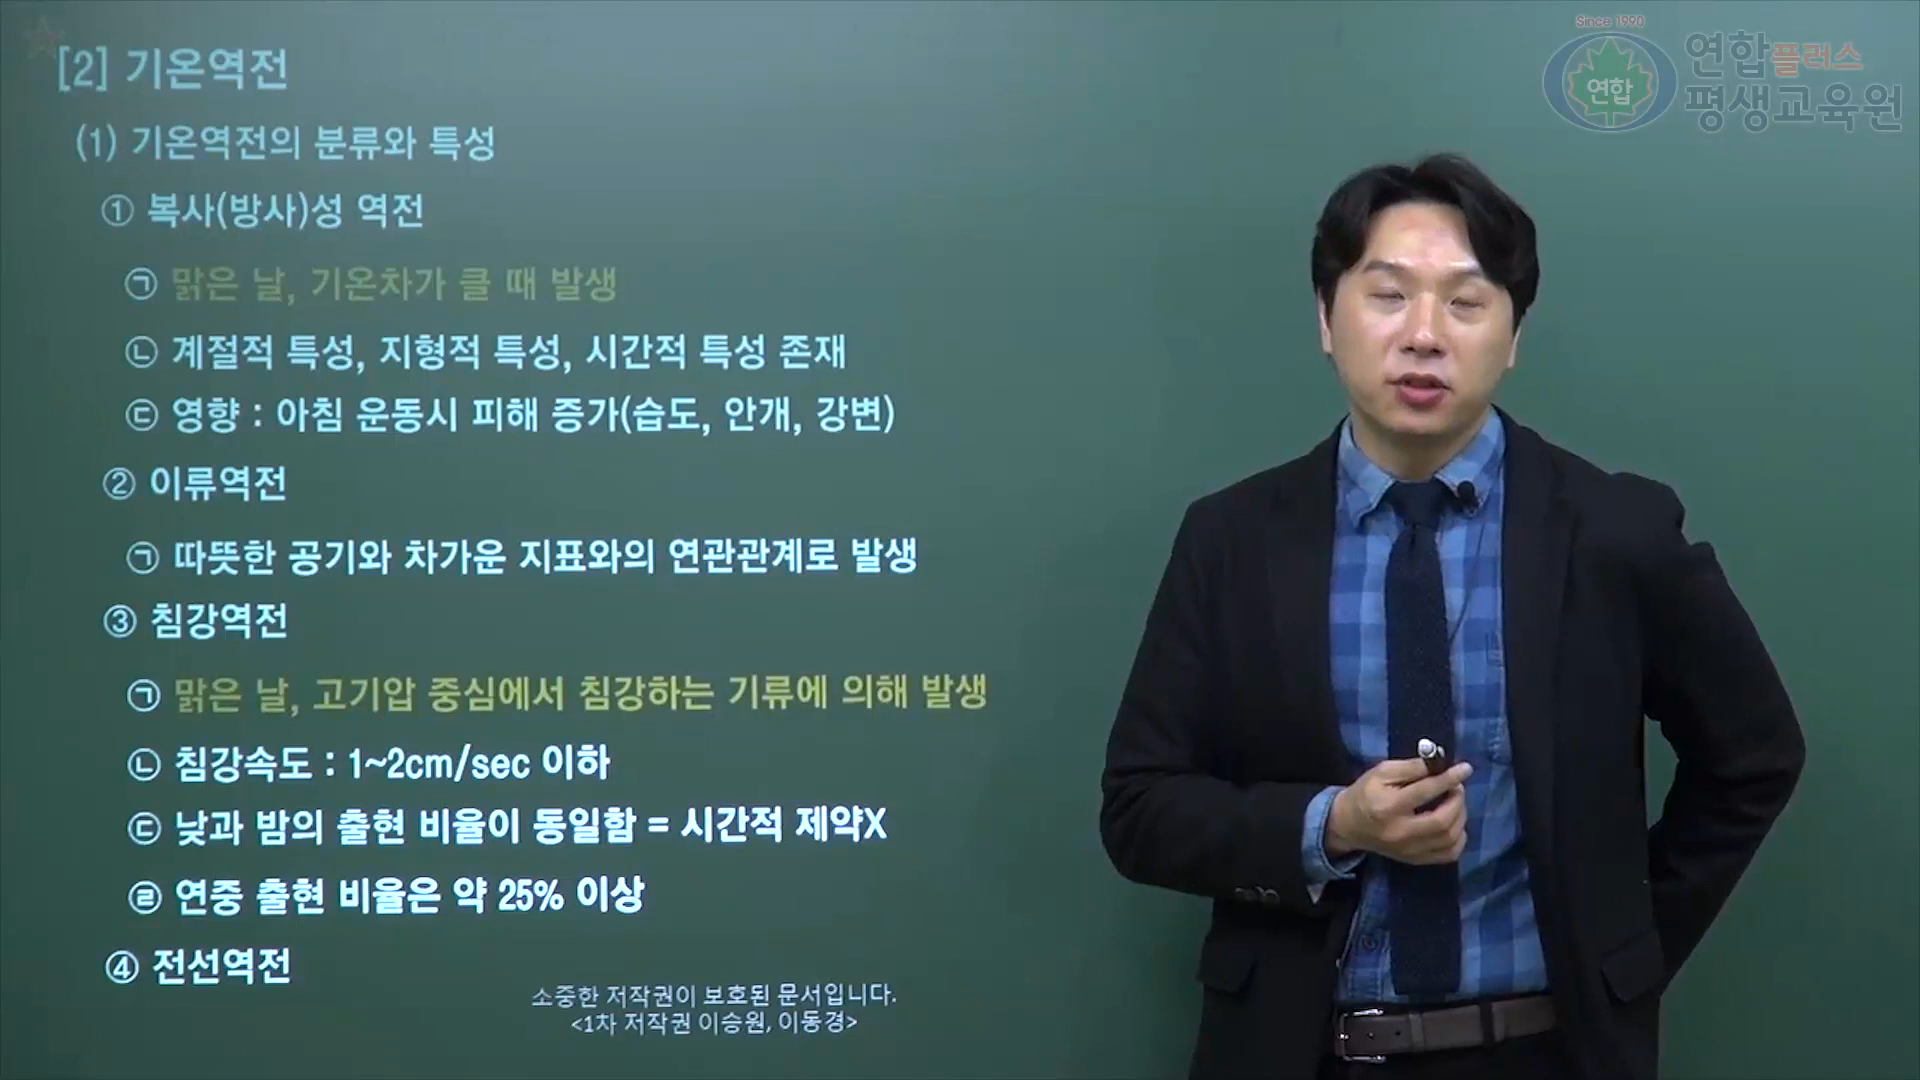 [2] 기온역전
(1) 기온역전의 분류와 특성
① 복사(방사)성 역전
㉠ 맑은 날, 기온차가 클 때 발생
㉡ 계절적 특성, 지형적 특성, 시간적 특성 존재
㉢ 영향 : 아침 운동시 피해 증가(습도, 안개, 강변)
② 이류역전
㉠ 따뜻한 공기와 차가운 지표와의 연관관계로 발생
③ 침강역전
㉠ 맑은 날, 고기압 중심에서 침강하는 기류에 의해 발생
㉡ 침강속도 : 1~2cm/sec 이하
㉢ 낮과 밤의 출현 비율이 동일함 = 시간적 제약X
㉣ 연중 출현 비율은 약 25% 이상
④ 전선역전
소중한 저작권이 보호된 문서입니다.
<1차 저작권 이승원, 이동경>
Since 1990
연합
연합플러스
평생교육원